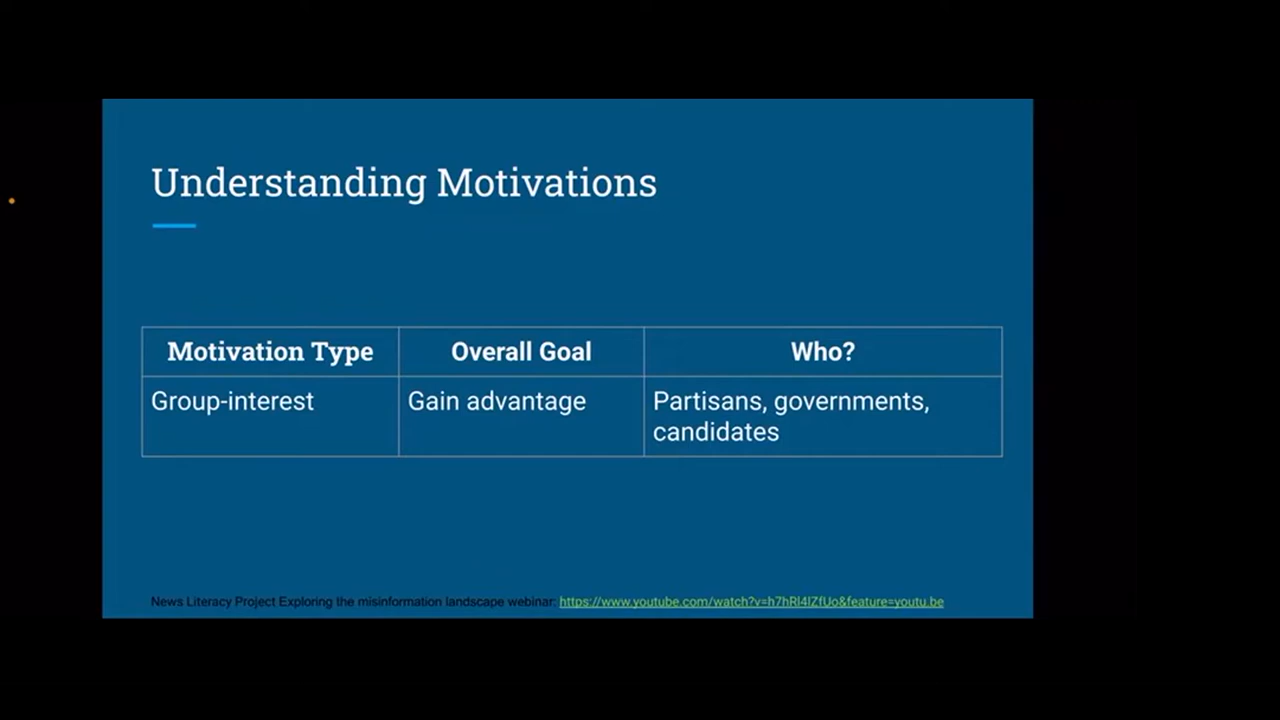 Understanding Motivations
Motivation Type Overall Goal Who?
Group-interest Gain advantage Partisans, governments,
candidates
News Literacy Project Exploring the misinformation landscape webinar: https://www.youtube.com/watch?v=h7hRl4lZfUo&feature=youtu.be